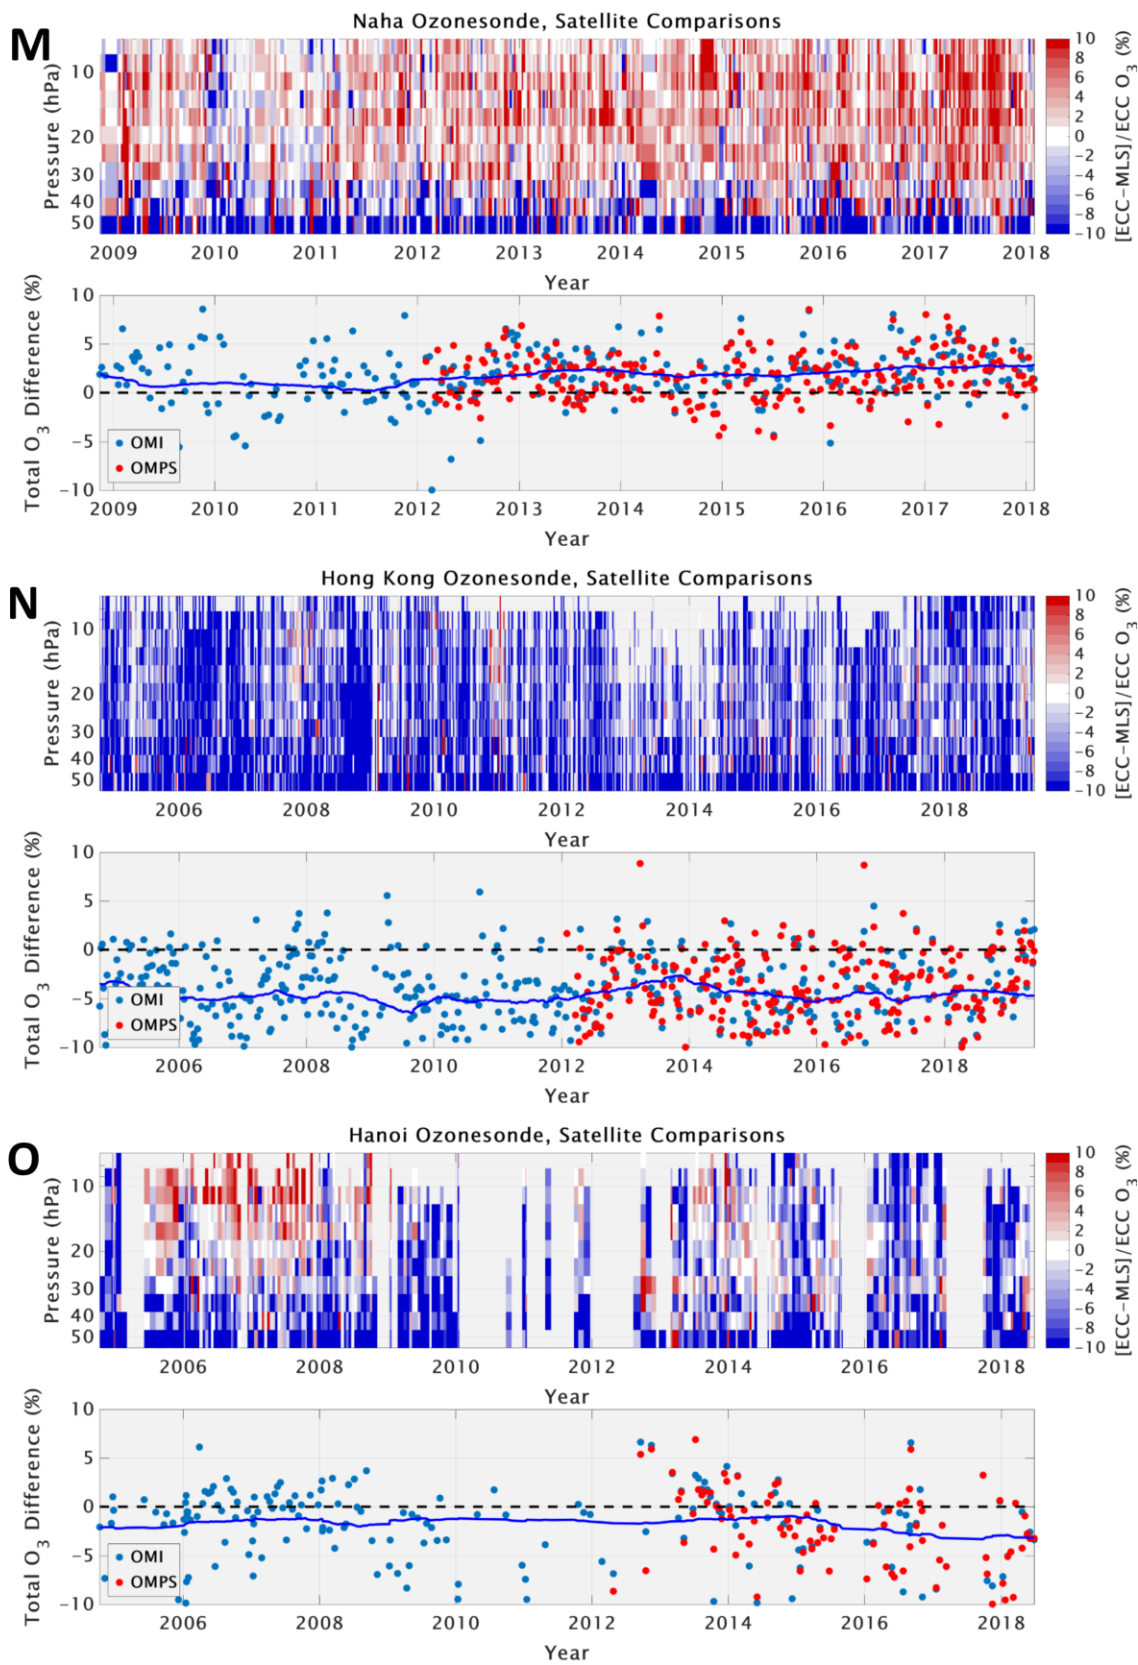 M
Naha Ozonesonde, Satellite Comparisons
Pressure (hPa)
10
20
30
40
50
2009 2010 2011 2012 2013 2014 2015 2016 2017 2018
Year
10
8
6
4
2
0
−2
−4
−6
−8
−10
[ECC−MLS]/ECC O3 (%)
Total O3 Difference (%)
10
5
0
−5
−10
OMI
OMPS
2009 2010 2011 2012 2013 2014 2015 2016 2017 2018
Year
N
Hong Kong Ozonesonde, Satellite Comparisons
Pressure (hPa)
10
20
30
40
50
2006 2008 2010 2012 2014 2016 2018
Year
10
8
6
4
2
0
−2
−4
−6
−8
−10
[ECC−MLS]/ECC O3 (%)
Total O3 Difference (%)
10
5
0
−5
−10
OMI
OMPS
2006 2008 2010 2012 2014 2016 2018
Year
O
Hanoi Ozonesonde, Satellite Comparisons
Pressure (hPa)
10
20
30
40
50
2006 2008 2010 2012 2014 2016 2018
Year
10
8
6
4
2
0
−2
−4
−6
−8
−10
[ECC−MLS]/ECC O3 (%)
Total O3 Difference (%)
10
5
0
−5
−10
OMI
OMPS
2006 2008 2010 2012 2014 2016 2018
Year